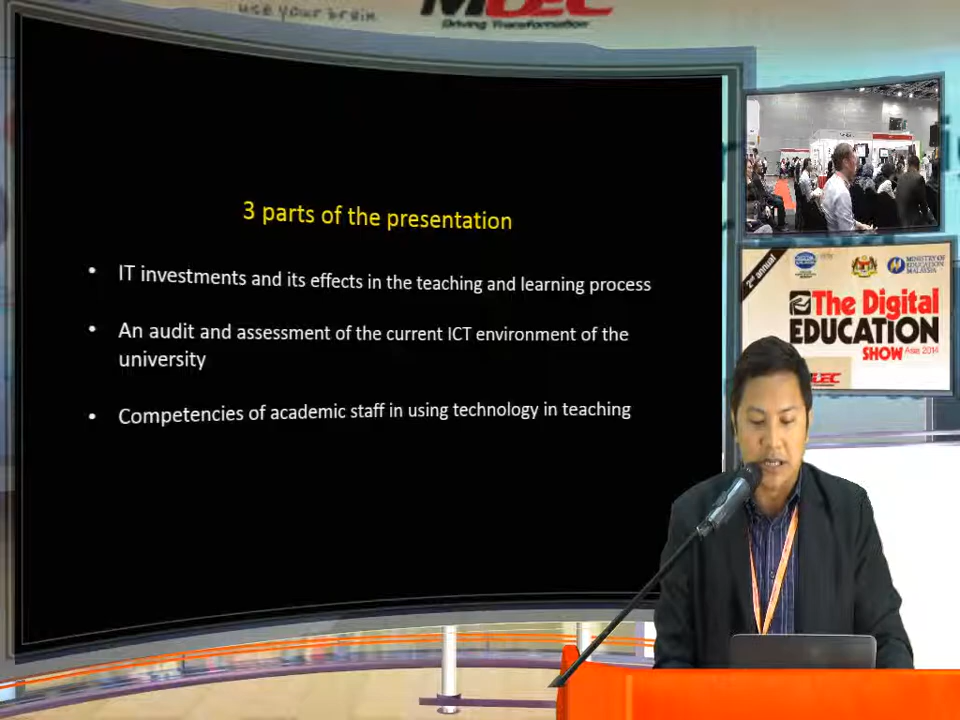 use your brain
MDEC
Driving Transformation
3 parts of the presentation
• IT investments and its effects in the teaching and learning process
• An audit and assessment of the current ICT environment of the
university
• Competencies of academic staff in using technology in teaching
2nd annual
MINISTRY OF
EDUCATION
MALAYSIA
The Digital
EDUCATION
SHOW Asia 2014
MDEC